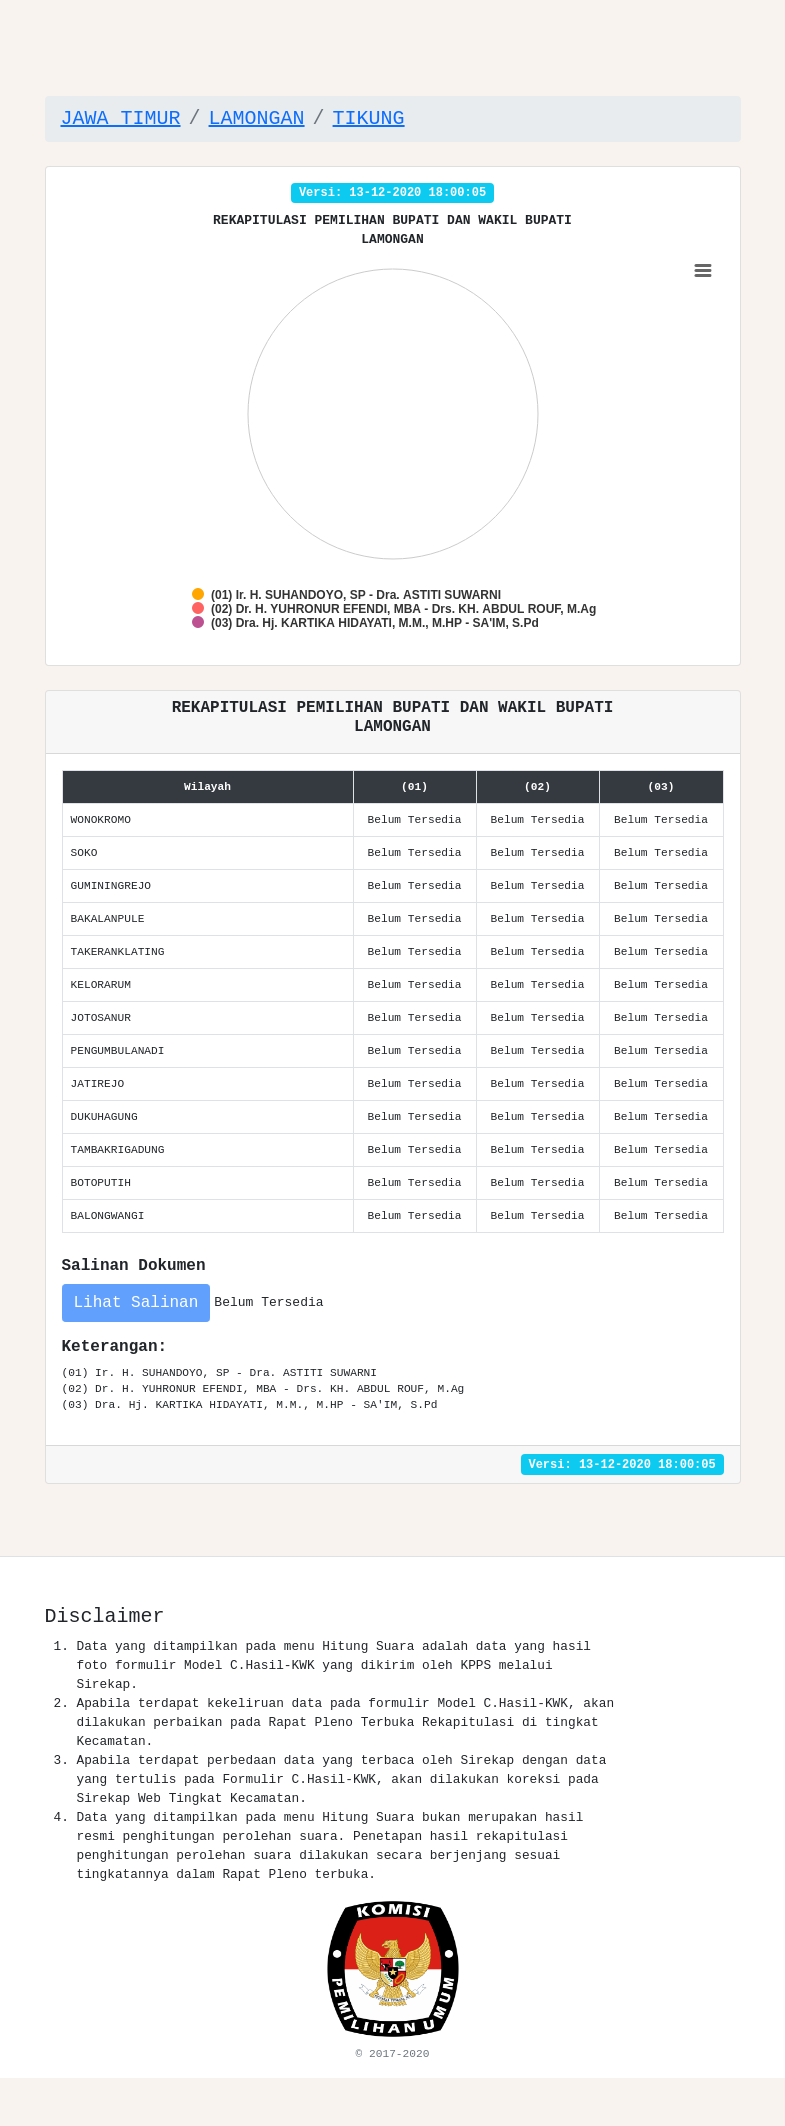 JAWA TIMUR / LAMONGAN / TIKUNG
Versi: 13-12-2020 18:00:05
REKAPITULASI PEMILIHAN BUPATI DAN WAKIL BUPATI
LAMONGAN
(01) Ir. H. SUHANDOYO, SP - Dra. ASTITI SUWARNI
(02) Dr. H. YUHRONUR EFENDI, MBA - Drs. KH. ABDUL ROUF, M.Ag
(03) Dra. Hj. KARTIKA HIDAYATI, M.M., M.HP - SA'IM, S.Pd
REKAPITULASI PEMILIHAN BUPATI DAN WAKIL BUPATI
LAMONGAN
Wilayah (01) (02) (03)
WONOKROMO Belum Tersedia Belum Tersedia Belum Tersedia
SOKO Belum Tersedia Belum Tersedia Belum Tersedia
GUMININGREJO Belum Tersedia Belum Tersedia Belum Tersedia
BAKALANPULE Belum Tersedia Belum Tersedia Belum Tersedia
TAKERANKLATING Belum Tersedia Belum Tersedia Belum Tersedia
KELORARUM Belum Tersedia Belum Tersedia Belum Tersedia
JOTOSANUR Belum Tersedia Belum Tersedia Belum Tersedia
PENGUMBULANADI Belum Tersedia Belum Tersedia Belum Tersedia
JATIREJO Belum Tersedia Belum Tersedia Belum Tersedia
DUKUHAGUNG Belum Tersedia Belum Tersedia Belum Tersedia
TAMBAKRIGADUNG Belum Tersedia Belum Tersedia Belum Tersedia
BOTOPUTIH Belum Tersedia Belum Tersedia Belum Tersedia
BALONGWANGI Belum Tersedia Belum Tersedia Belum Tersedia
Salinan Dokumen
Lihat Salinan Belum Tersedia
Keterangan:
(01) Ir. H. SUHANDOYO, SP - Dra. ASTITI SUWARNI
(02) Dr. H. YUHRONUR EFENDI, MBA - Drs. KH. ABDUL ROUF, M.Ag
(03) Dra. Hj. KARTIKA HIDAYATI, M.M., M.HP - SA'IM, S.Pd
Versi: 13-12-2020 18:00:05
Disclaimer
1. Data yang ditampilkan pada menu Hitung Suara adalah data yang hasil
foto formulir Model C.Hasil-KWK yang dikirim oleh KPPS melalui
Sirekap.
2. Apabila terdapat kekeliruan data pada formulir Model C.Hasil-KWK, akan
dilakukan perbaikan pada Rapat Pleno Terbuka Rekapitulasi di tingkat
Kecamatan.
3. Apabila terdapat perbedaan data yang terbaca oleh Sirekap dengan data
yang tertulis pada Formulir C.Hasil-KWK, akan dilakukan koreksi pada
Sirekap Web Tingkat Kecamatan.
4. Data yang ditampilkan pada menu Hitung Suara bukan merupakan hasil
resmi penghitungan perolehan suara. Penetapan hasil rekapitulasi
penghitungan perolehan suara dilakukan secara berjenjang sesuai
tingkatannya dalam Rapat Pleno terbuka.
KOMISI
PEMILIHAN UMUM
© 2017-2020